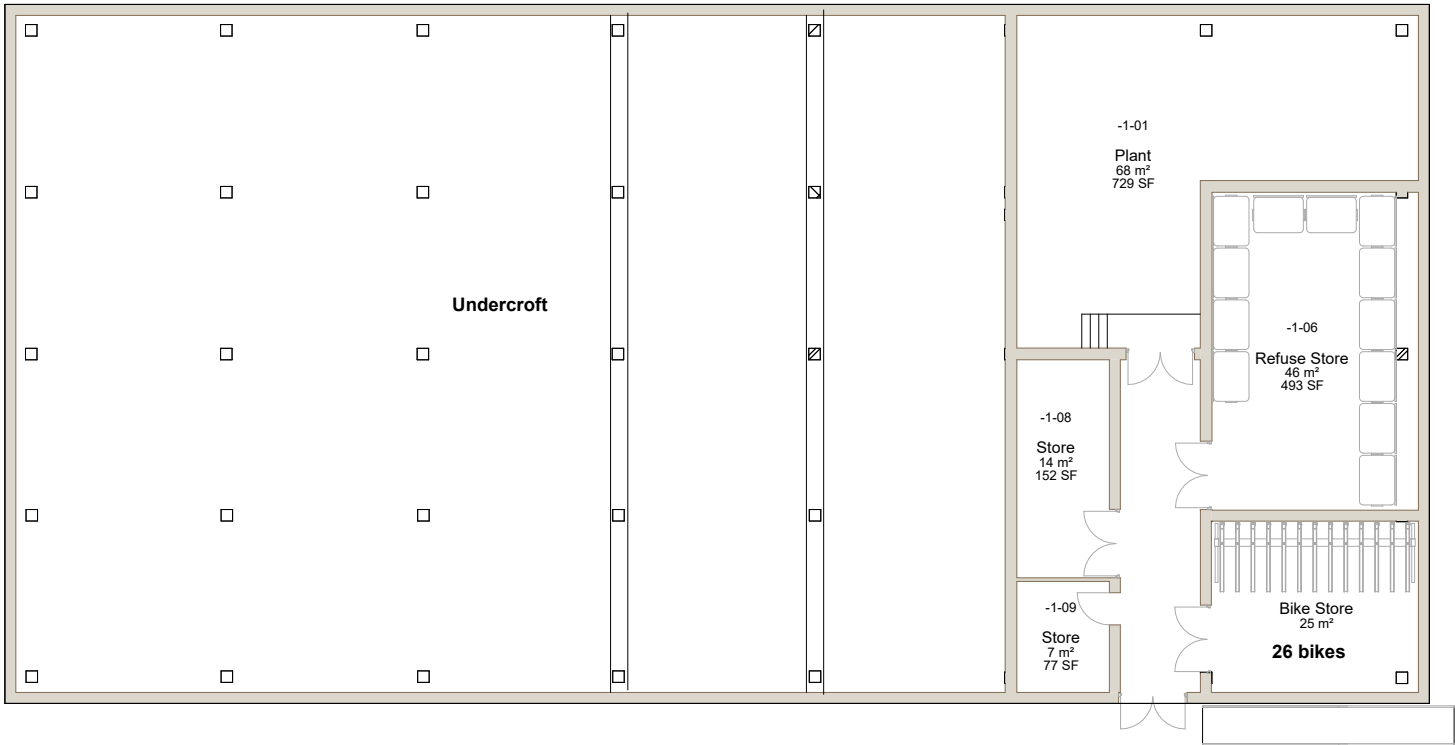 Undercroft
-1-01
Plant
68 m²
729 SF
-1-06
Refuse Store
46 m²
493 SF
-1-08
Store
14 m²
152 SF
-1-09
Store
7 m²
77 SF
Bike Store
25 m²
26 bikes